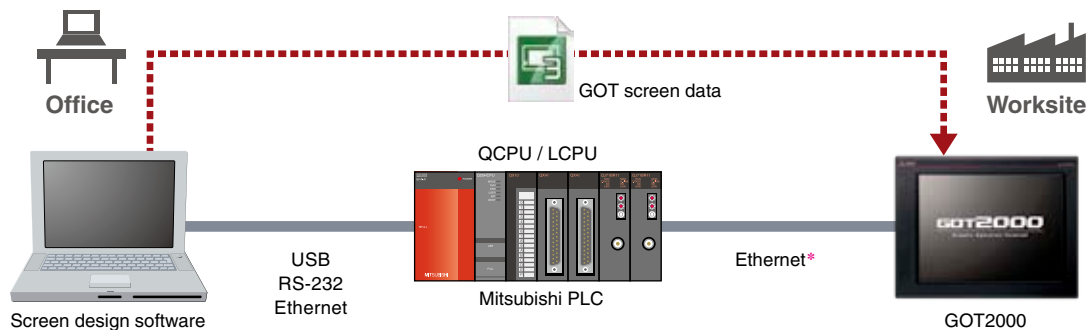 Office
GOT screen data
Worksite
QCPU / LCPU
MITSUBISHI
GOT2000
USB
RS-232
Ethernet
Ethernet*
Mitsubishi PLC
Screen design software
GOT2000